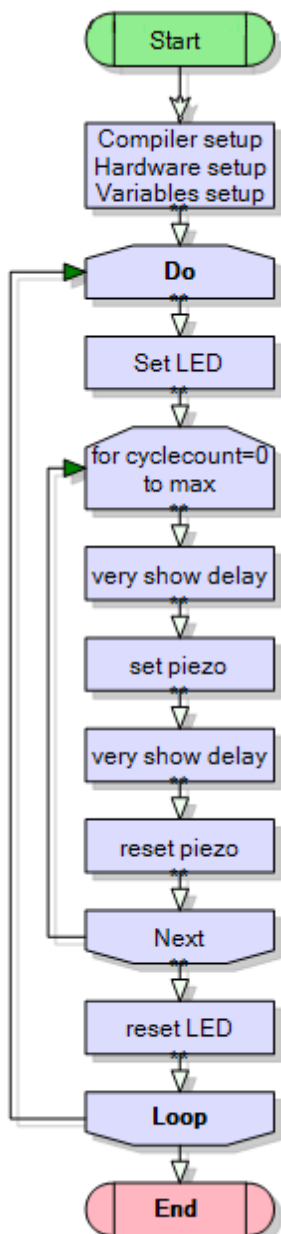 Start
Compiler setup
Hardware setup
Variables setup
**
Do
**
Set LED
**
for cyclecount=0
to max
**
very show delay
**
set piezo
**
very show delay
**
reset piezo
**
Next
**
reset LED
**
Loop
End